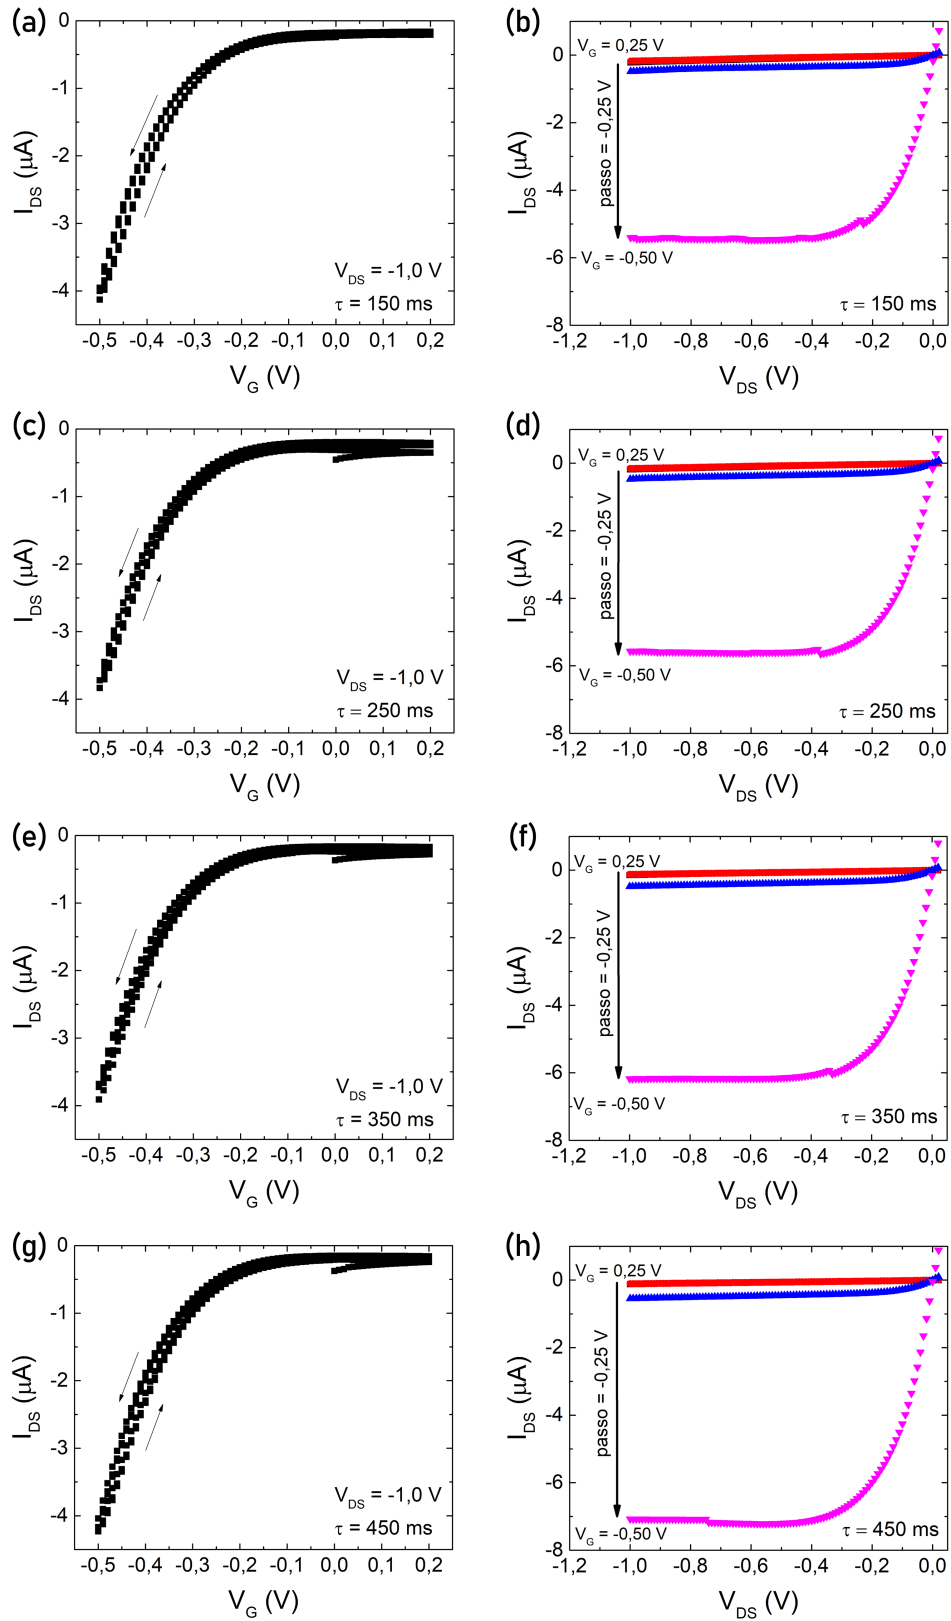 (a)
0
-1
-2
-3
-4
I_DS (μA)
V_DS = -1,0 V
τ = 150 ms
-0,5 -0,4 -0,3 -0,2 -0,1 0,0 0,1 0,2
V_G (V)
(b)
0
-2
-4
-6
-8
I_DS (μA)
V_G = 0,25 V
passo = -0,25 V
V_G = -0,50 V
τ = 150 ms
-1,2 -1,0 -0,8 -0,6 -0,4 -0,2 0,0
V_DS (V)
(c)
0
-1
-2
-3
-4
I_DS (μA)
V_DS = -1,0 V
τ = 250 ms
-0,5 -0,4 -0,3 -0,2 -0,1 0,0 0,1 0,2
V_G (V)
(d)
0
-2
-4
-6
-8
I_DS (μA)
V_G = 0,25 V
passo = -0,25 V
V_G = -0,50 V
τ = 250 ms
-1,2 -1,0 -0,8 -0,6 -0,4 -0,2 0,0
V_DS (V)
(e)
0
-1
-2
-3
-4
I_DS (μA)
V_DS = -1,0 V
τ = 350 ms
-0,5 -0,4 -0,3 -0,2 -0,1 0,0 0,1 0,2
V_G (V)
(f)
0
-2
-4
-6
-8
I_DS (μA)
V_G = 0,25 V
passo = -0,25 V
V_G = -0,50 V
τ = 350 ms
-1,2 -1,0 -0,8 -0,6 -0,4 -0,2 0,0
V_DS (V)
(g)
0
-1
-2
-3
-4
I_DS (μA)
V_DS = -1,0 V
τ = 450 ms
-0,5 -0,4 -0,3 -0,2 -0,1 0,0 0,1 0,2
V_G (V)
(h)
0
-2
-4
-6
-8
I_DS (μA)
V_G = 0,25 V
passo = -0,25 V
V_G = -0,50 V
τ = 450 ms
-1,2 -1,0 -0,8 -0,6 -0,4 -0,2 0,0
V_DS (V)